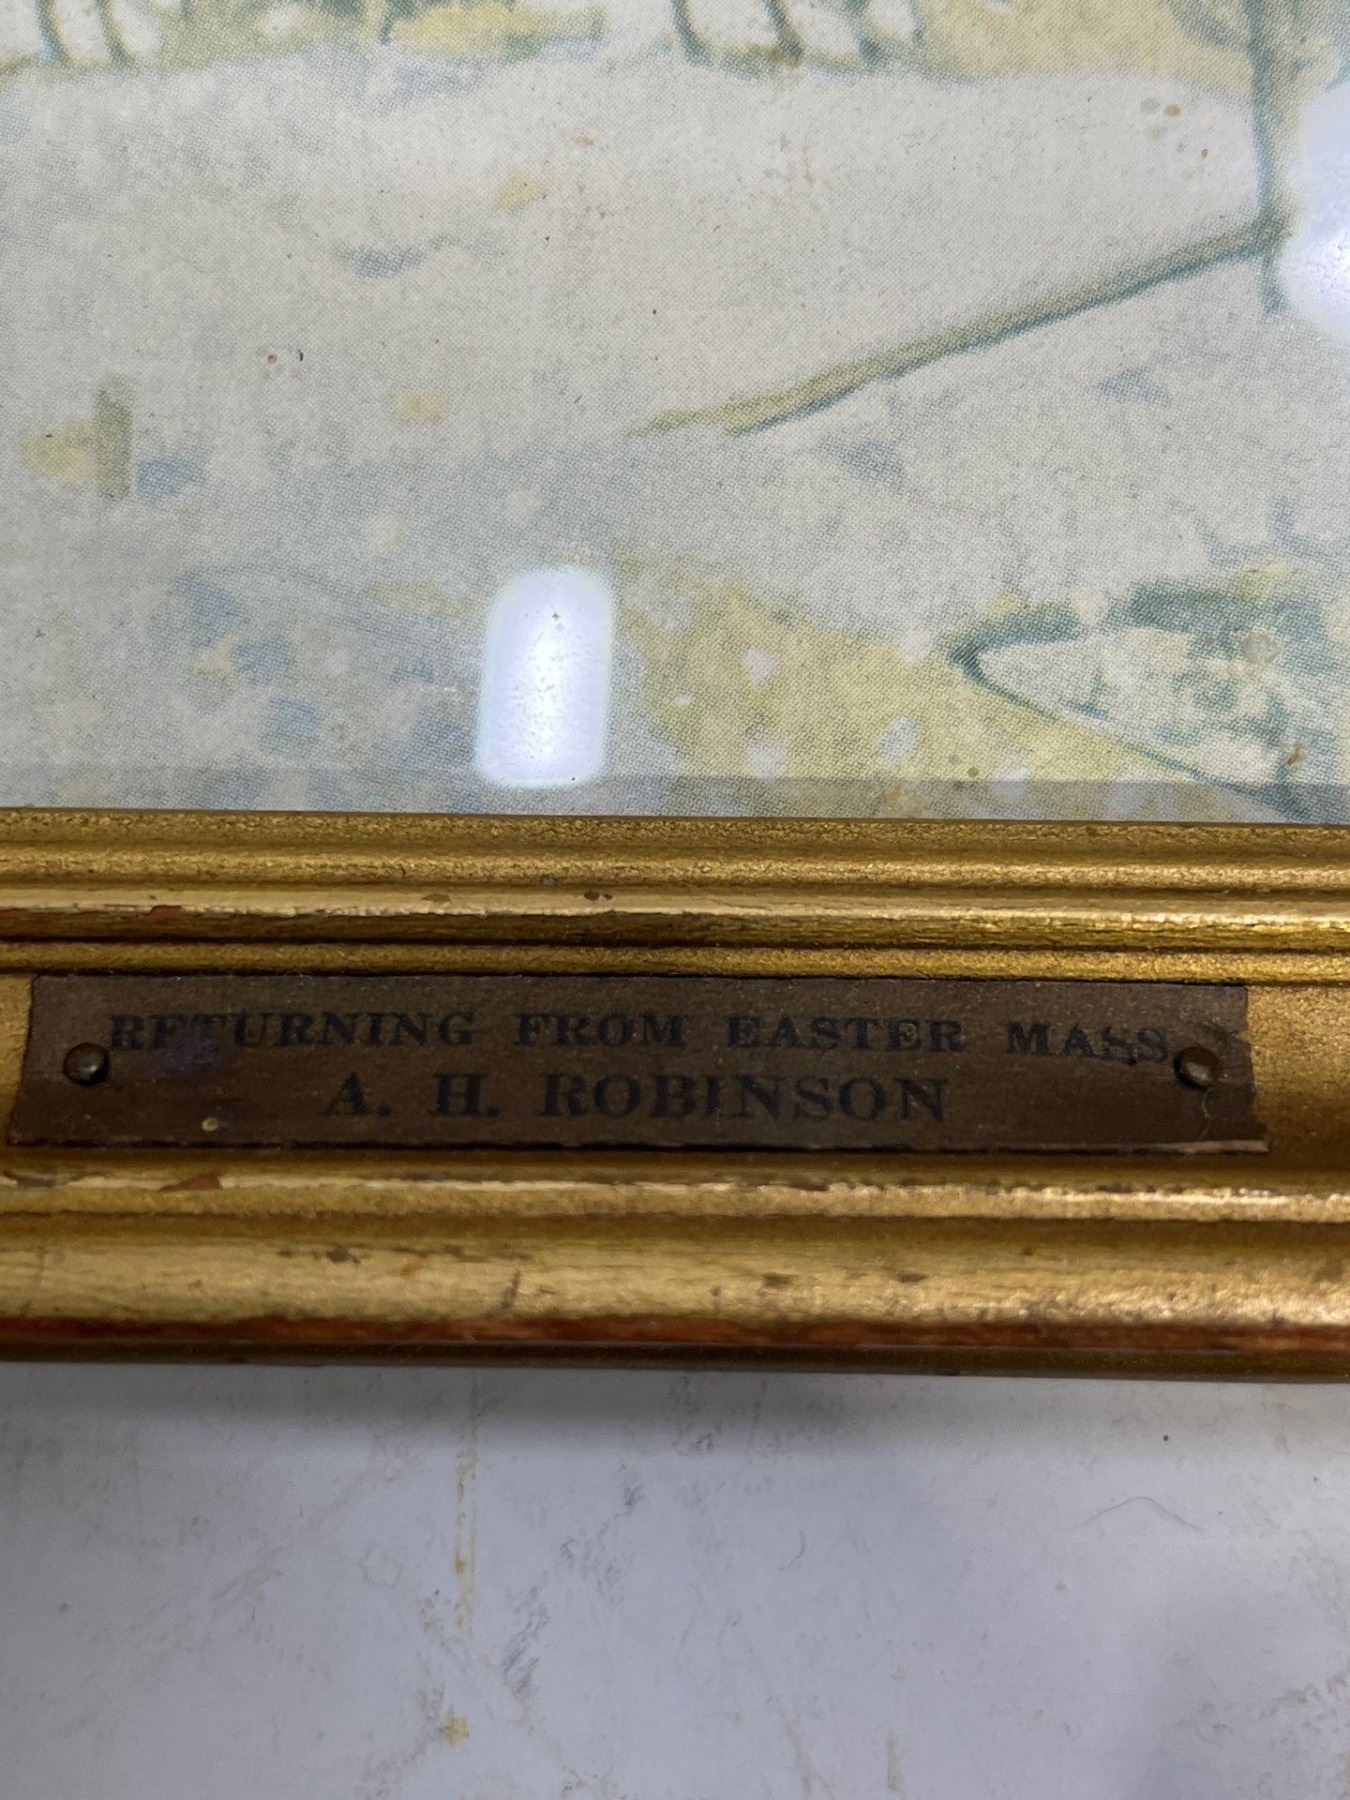 RETURNING FROM EASTER MASS
A. H. ROBINSON